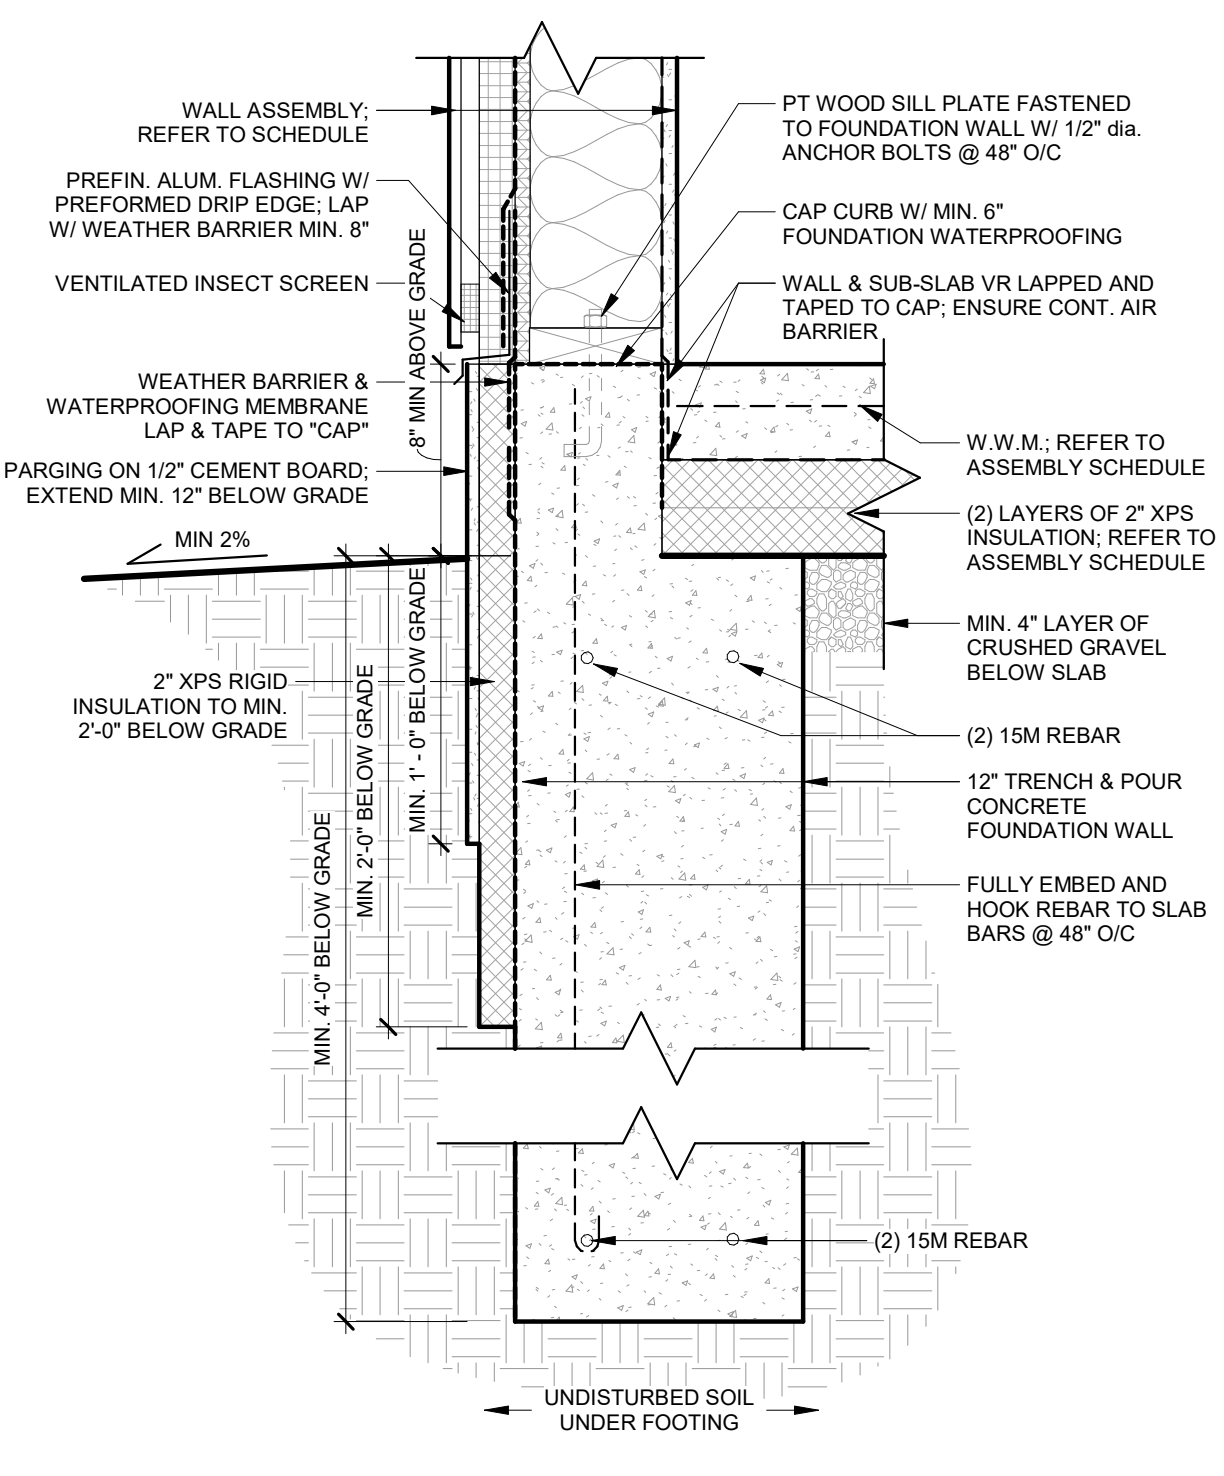 WALL ASSEMBLY;
REFER TO SCHEDULE
PREFIN. ALUM. FLASHING W/
PREFORMED DRIP EDGE; LAP
W/ WEATHER BARRIER MIN. 8"
VENTILATED INSECT SCREEN
8" MIN ABOVE GRADE
WEATHER BARRIER &
WATERPROOFING MEMBRANE
LAP & TAPE TO "CAP"
PARGING ON 1/2" CEMENT BOARD;
EXTEND MIN. 12" BELOW GRADE
MIN 2%
2" XPS RIGID
INSULATION TO MIN.
2'-0" BELOW GRADE
MIN. 4'-0" BELOW GRADE
MIN. 2'-0" BELOW GRADE
MIN. 1' - 0" BELOW GRADE
PT WOOD SILL PLATE FASTENED
TO FOUNDATION WALL W/ 1/2" dia.
ANCHOR BOLTS @ 48" O/C
CAP CURB W/ MIN. 6"
FOUNDATION WATERPROOFING
WALL & SUB-SLAB VR LAPPED AND
TAPED TO CAP; ENSURE CONT. AIR
BARRIER
W.W.M.; REFER TO
ASSEMBLY SCHEDULE
(2) LAYERS OF 2" XPS
INSULATION; REFER TO
ASSEMBLY SCHEDULE
MIN. 4" LAYER OF
CRUSHED GRAVEL
BELOW SLAB
(2) 15M REBAR
12" TRENCH & POUR
CONCRETE
FOUNDATION WALL
FULLY EMBED AND
HOOK REBAR TO SLAB
BARS @ 48" O/C
(2) 15M REBAR
UNDISTURBED SOIL
UNDER FOOTING